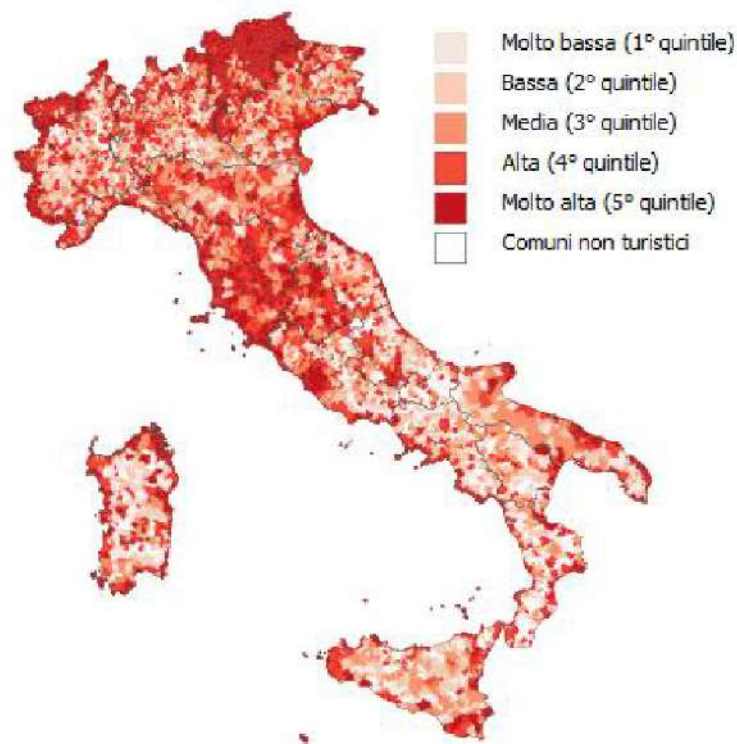 Molto bassa (1° quintile)
Bassa (2° quintile)
Media (3° quintile)
Alta (4° quintile)
Molto alta (5° quintile)
Comuni non turistici